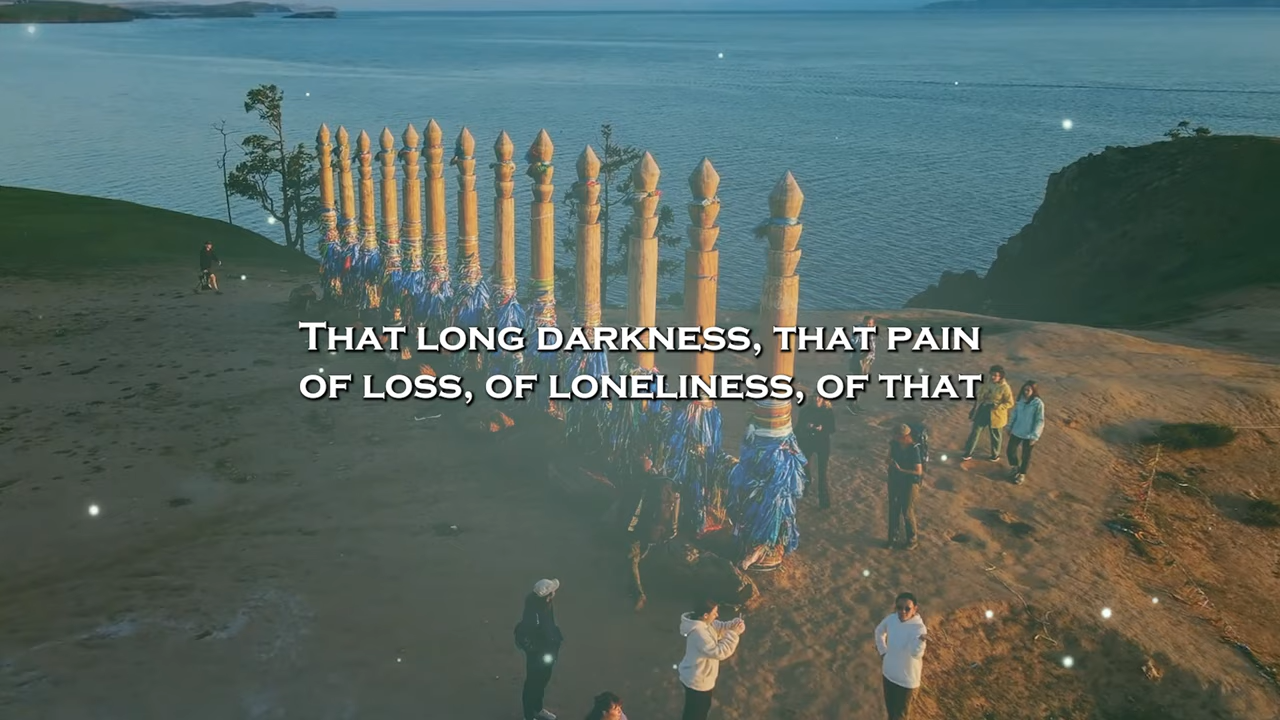 That long darkness, that pain
of loss, of loneliness, of that